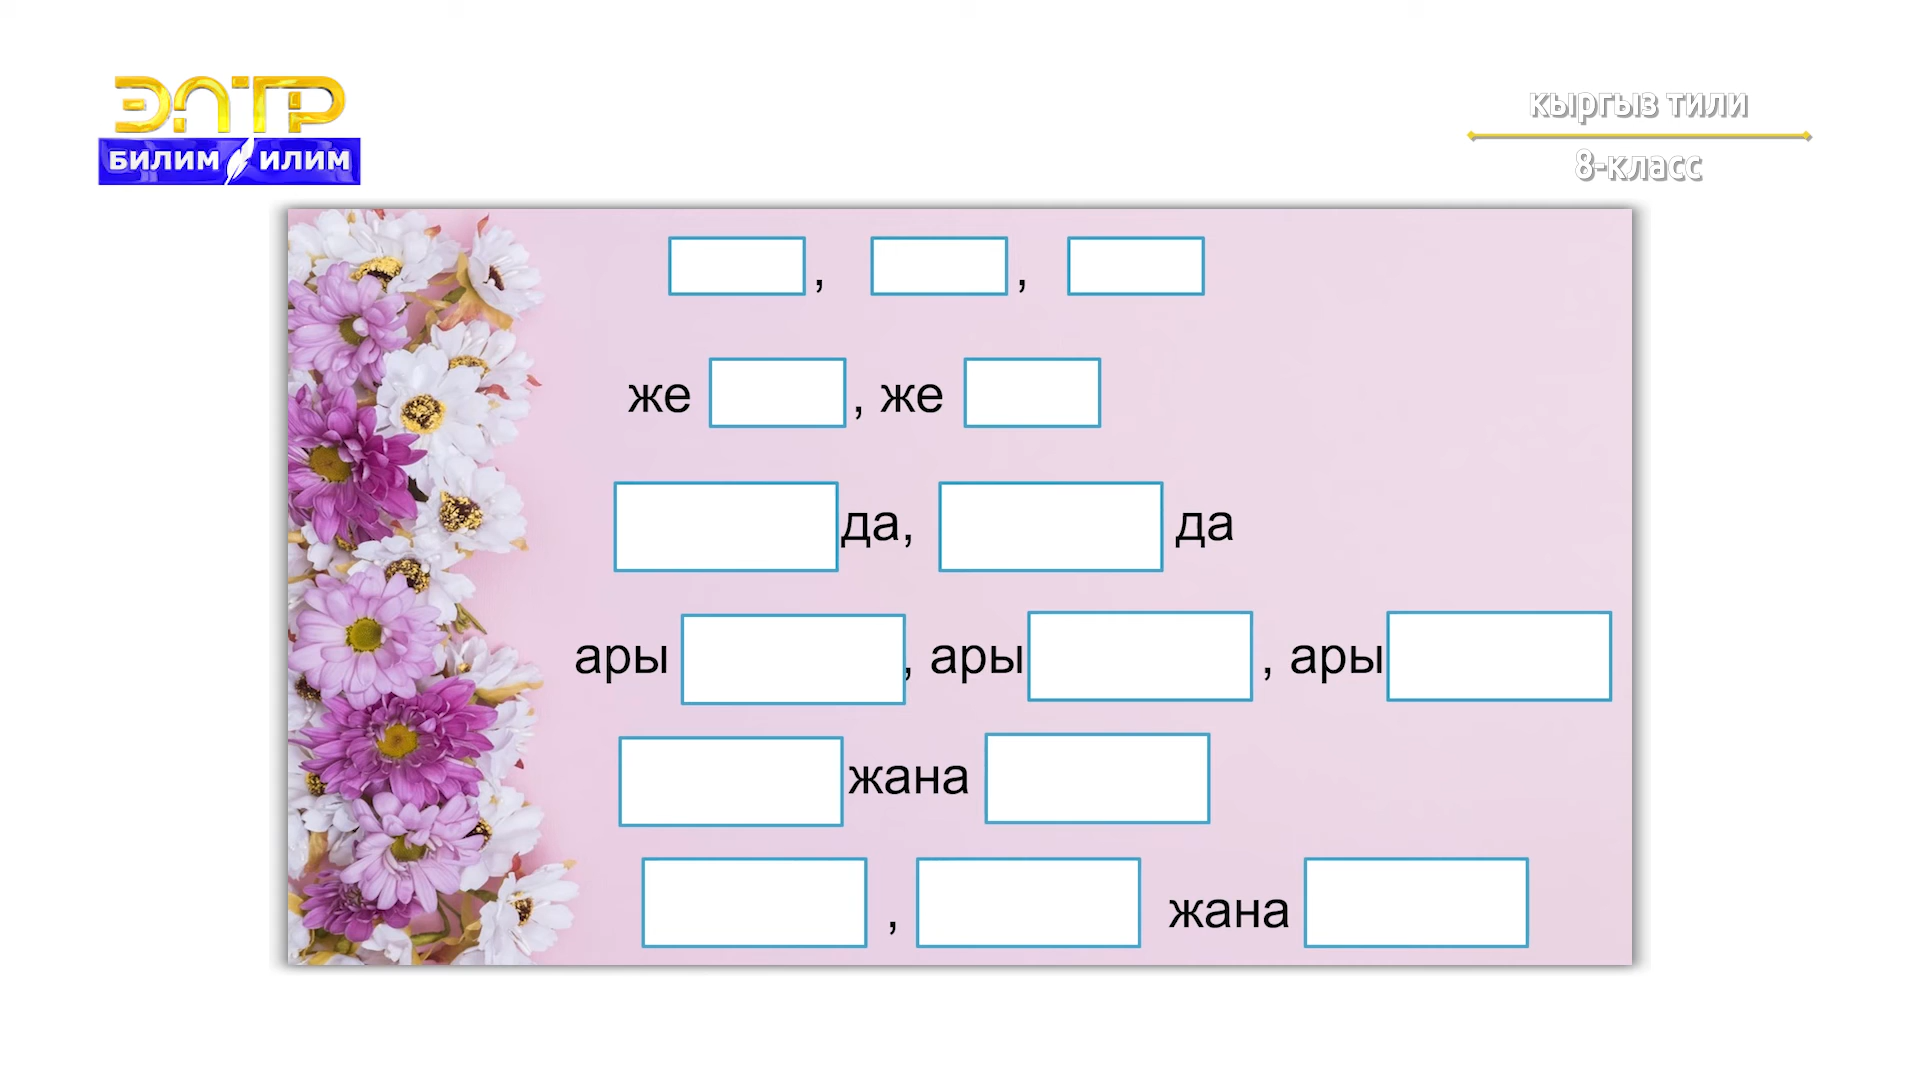 ЭЛТР
БИЛИМ ИЛИМ
кыргыз тили
8-класс
, ,
же , же
да, да
ары , ары , ары
жана
, жана